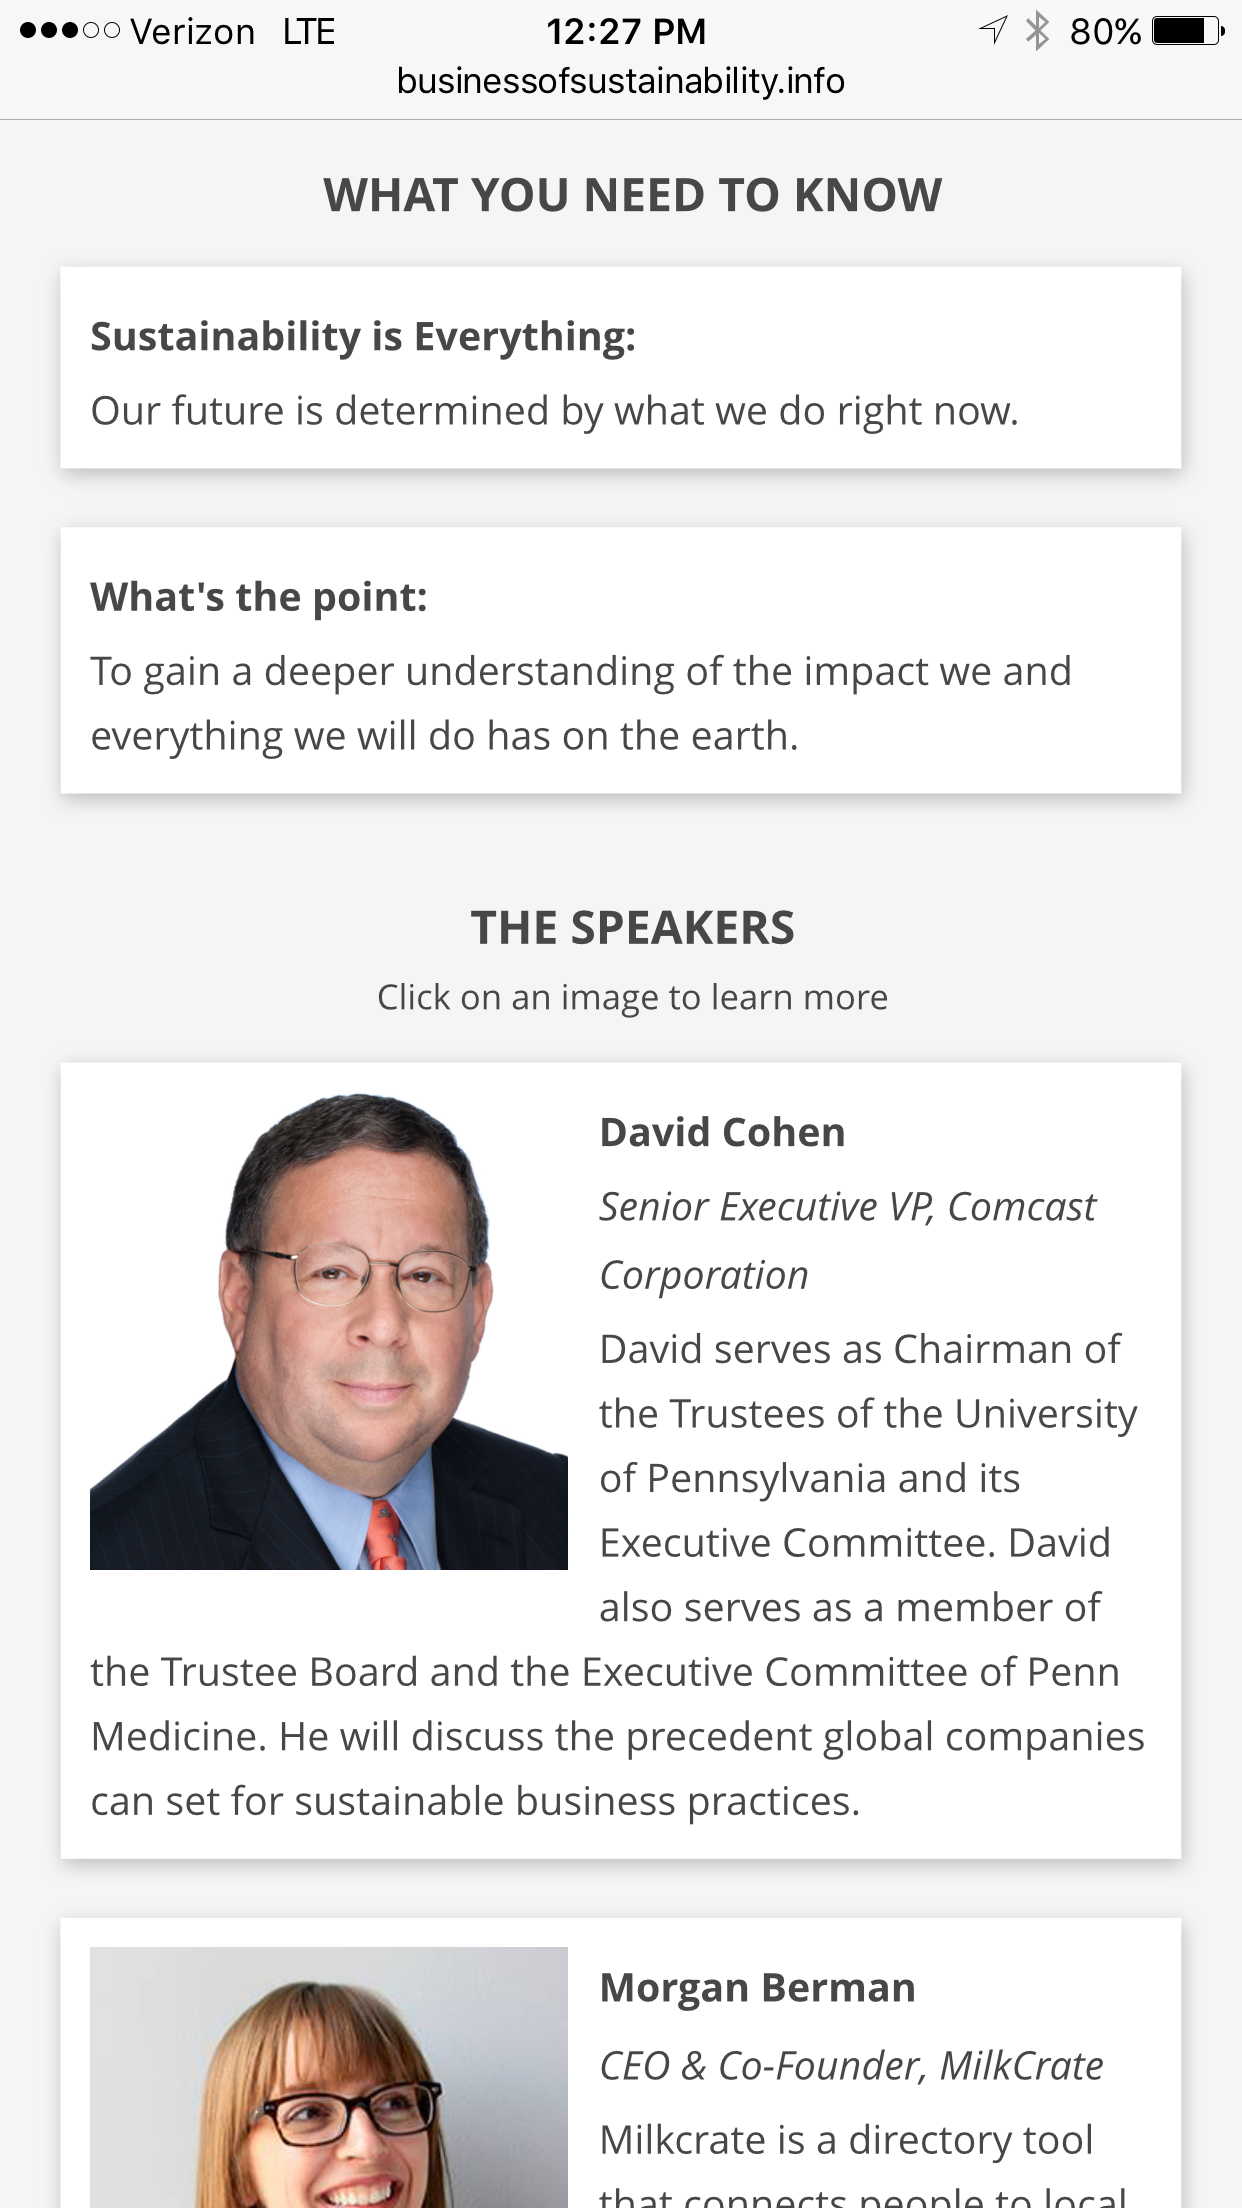 Verizon LTE 12:27 PM 80%
businessofsustainability.info
WHAT YOU NEED TO KNOW
Sustainability is Everything:
Our future is determined by what we do right now.
What's the point:
To gain a deeper understanding of the impact we and
everything we will do has on the earth.
THE SPEAKERS
Click on an image to learn more
David Cohen
Senior Executive VP, Comcast
Corporation
David serves as Chairman of
the Trustees of the University
of Pennsylvania and its
Executive Committee. David
also serves as a member of
the Trustee Board and the Executive Committee of Penn
Medicine. He will discuss the precedent global companies
can set for sustainable business practices.
Morgan Berman
CEO & Co-Founder, MilkCrate
Milkcrate is a directory tool
that connects people to local